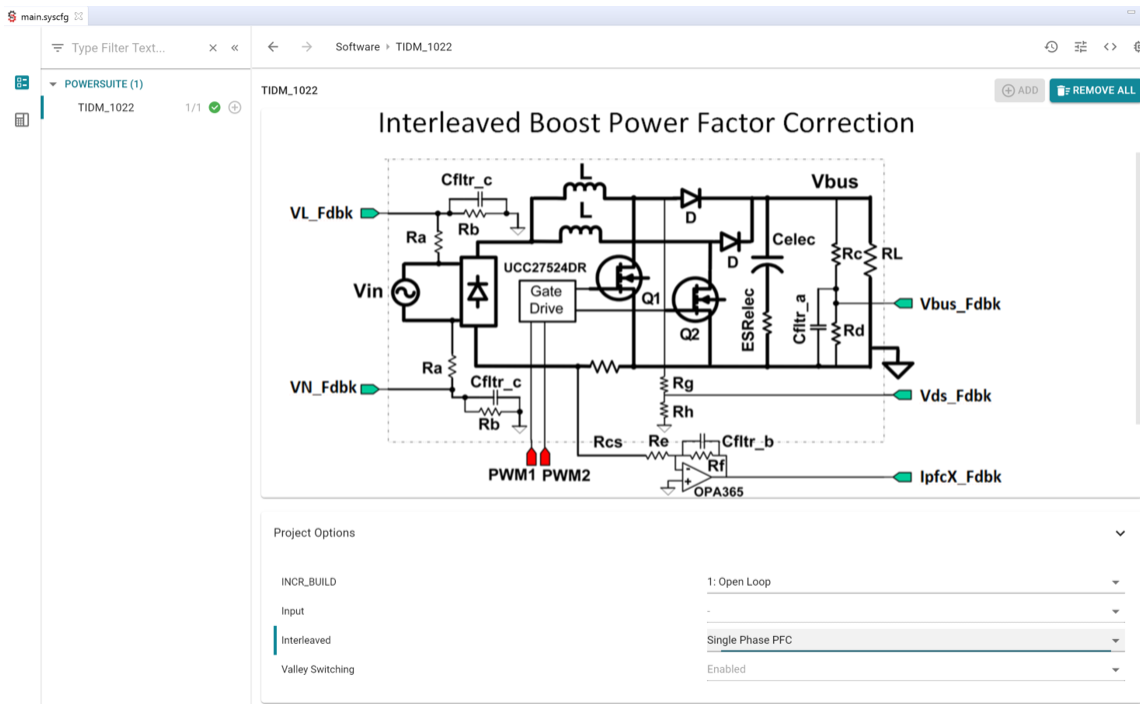 main.syscfg
Type Filter Text...
Software TIDM_1022
POWERSUITE (1)
TIDM_1022 1/1
TIDM_1022
ADD
REMOVE ALL
Interleaved Boost Power Factor Correction
Cfltr_c
L
Vbus
VL_Fdbk
Rb
L
D
Ra
Celec
Rc
RL
UCC27524DR
D
Vin
Gate
Drive
Q1
Vbus_Fdbk
Q2
ESRelec
Cfltr_a
Rd
Ra
Cfltr_c
VN_Fdbk
Rg
Vds_Fdbk
Rb
Rh
Rcs
Re
Cfltr_b
Rf
PWM1 PWM2
IpfcX_Fdbk
OPA365
Project Options
INCR_BUILD 1: Open Loop
Input -
Interleaved Single Phase PFC
Valley Switching Enabled